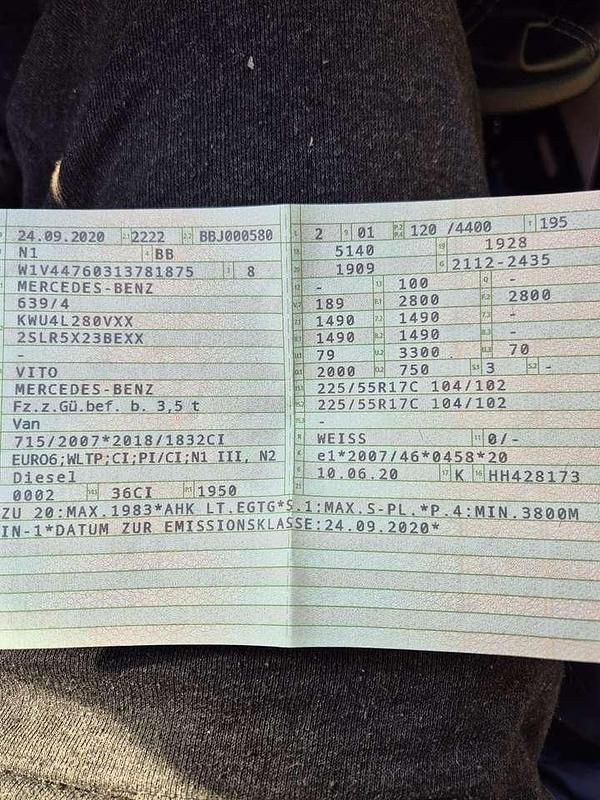 24.09.2020 2222 BBJ000580
N1 BB
W1V44760313781875 8
MERCEDES-BENZ
639/4
KWU4L280VXX
2SLR5X23BEXX
-
VITO
MERCEDES-BENZ
Fz.z.Gü.bef. b. 3,5 t
Van
715/2007*2018/1832CI
EURO6;WLTP;CI;PI/CI;N1 III, N2
Diesel
0002 36CI 1950
2 01 120 /4400 195
5140 1928
1909 2112-2435
- 100 -
189 2800 2800
1490 1490 -
1490 1490 -
79 3300 70
2000 750 3 -
225/55R17C 104/102
225/55R17C 104/102
-
WEISS 0/-
e1*2007/46*0458*20
10.06.20 K HH428173
ZU 20:MAX.1983*AHK LT.EGTG*S.1:MAX.S-PL.*P.4:MIN.3800M
IN-1*DATUM ZUR EMISSIONSKLASSE:24.09.2020*